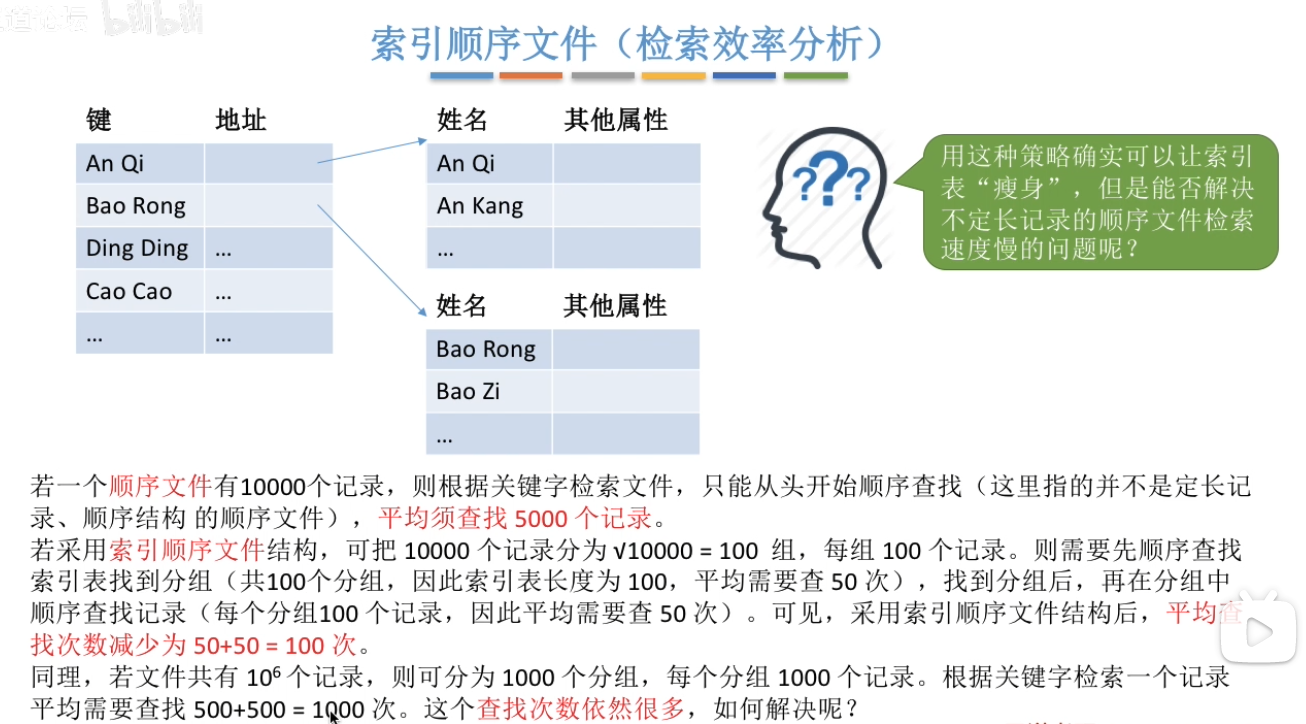 bilibili
索引顺序文件（检索效率分析）
键 地址
An Qi
Bao Rong
Ding Ding …
Cao Cao …
… …
姓名 其他属性
An Qi
An Kang
…
姓名 其他属性
Bao Rong
Bao Zi
…
???
用这种策略确实可以让索引
表“瘦身”，但是能否解决
不定长记录的顺序文件检索
速度慢的问题呢？
若一个顺序文件有10000个记录，则根据关键字检索文件，只能从头开始顺序查找（这里指的并不是定长记
录、顺序结构 的顺序文件），平均须查找 5000 个记录。
若采用索引顺序文件结构，可把 10000 个记录分为 √10000 = 100 组，每组 100 个记录。则需要先顺序查找
索引表找到分组（共100个分组，因此索引表长度为 100，平均需要查 50 次），找到分组后，再在分组中
顺序查找记录（每个分组100 个记录，因此平均需要查 50 次）。可见，采用索引顺序文件结构后，平均查
找次数减少为 50+50 = 100 次。
同理，若文件共有 10⁶ 个记录，则可分为 1000 个分组，每个分组 1000 个记录。根据关键字检索一个记录
平均需要查找 500+500 = 1000 次。这个查找次数依然很多，如何解决呢？